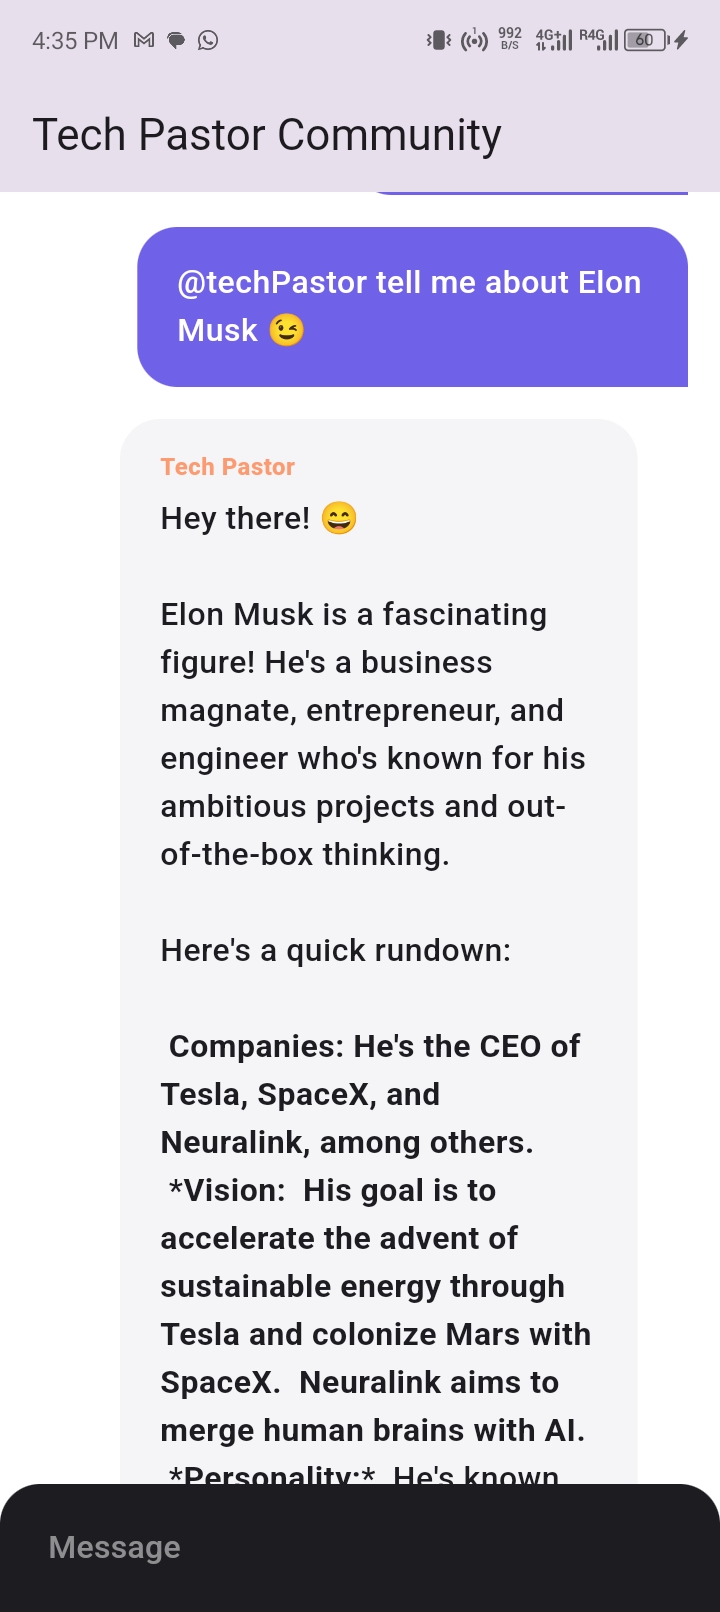 4:35 PM
1
992
B/S
4G+
R4G
60
Tech Pastor Community
@techPastor tell me about Elon
Musk 😉
Tech Pastor
Hey there! 😄
Elon Musk is a fascinating
figure! He's a business
magnate, entrepreneur, and
engineer who's known for his
ambitious projects and out-
of-the-box thinking.
Here's a quick rundown:
Companies: He's the CEO of
Tesla, SpaceX, and
Neuralink, among others.
*Vision:  His goal is to
accelerate the advent of
sustainable energy through
Tesla and colonize Mars with
SpaceX.  Neuralink aims to
merge human brains with AI.
*Personality:*  He's known
Message